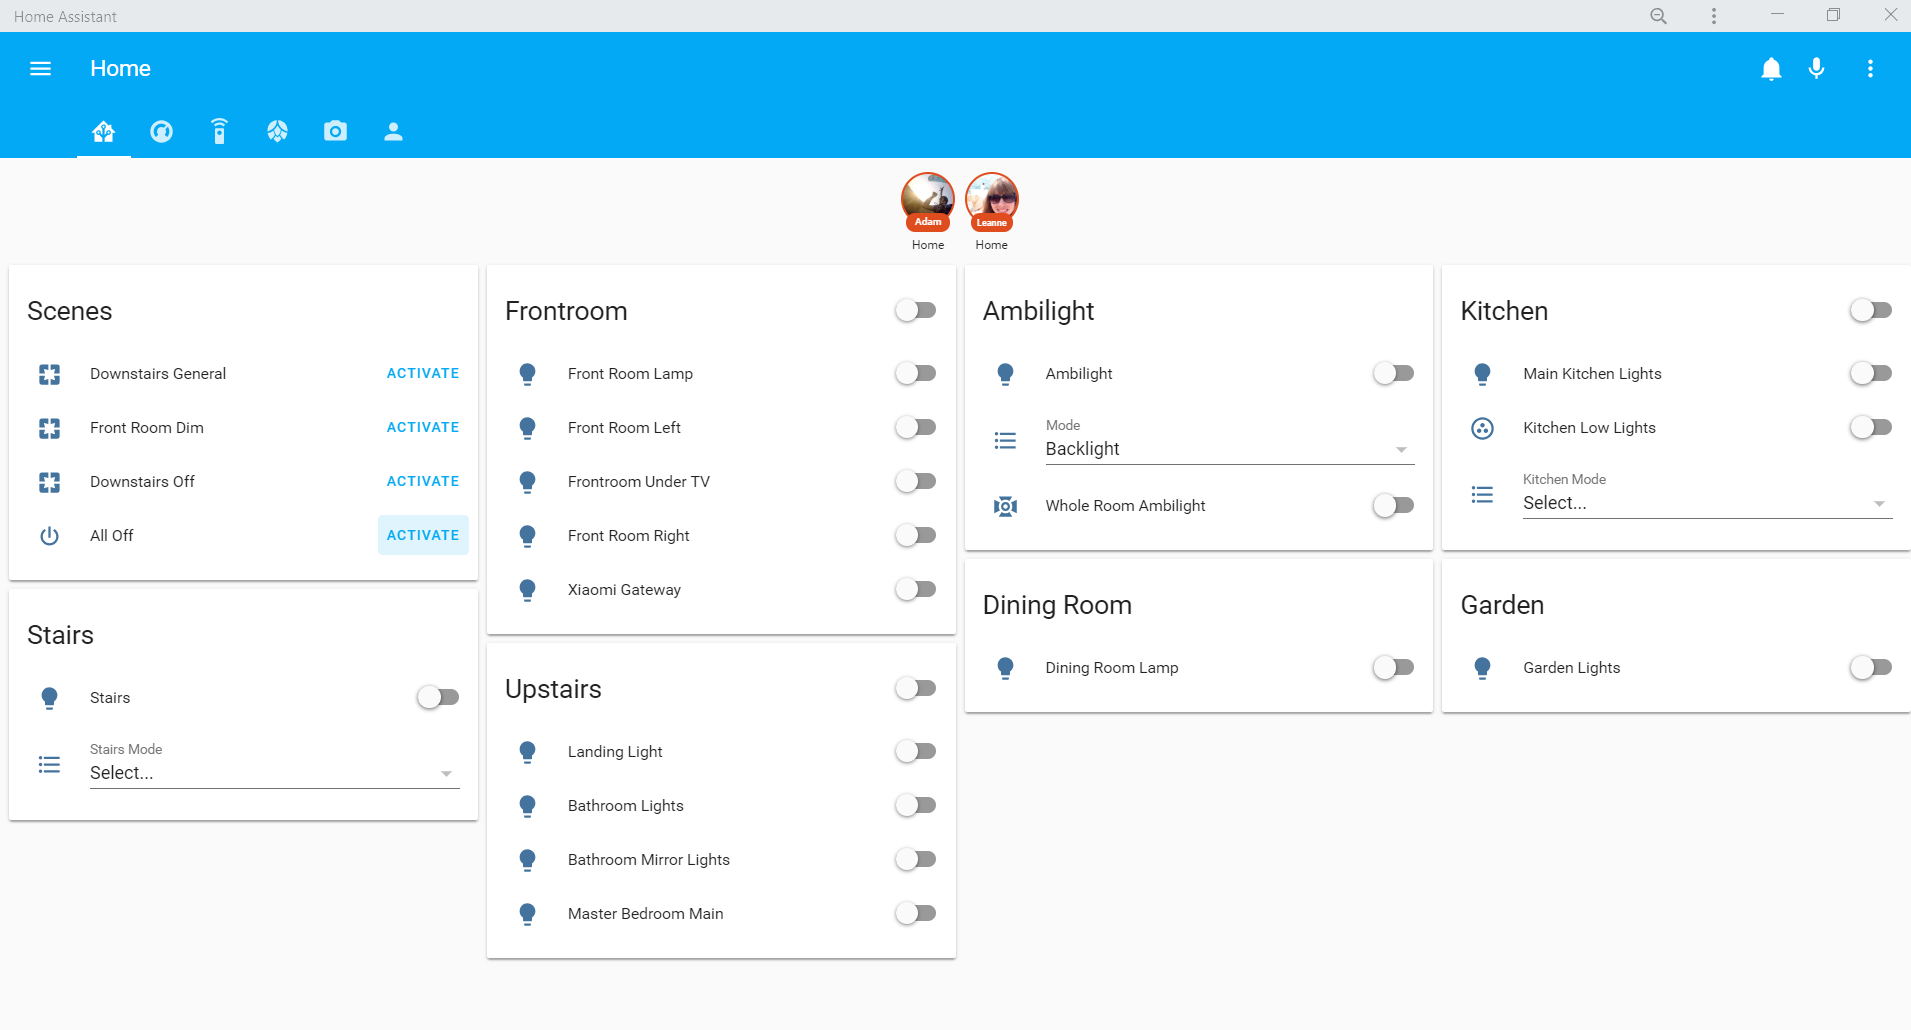 Home Assistant
Home
Adam
Leanne
Home
Home
Scenes
Downstairs General
ACTIVATE
Front Room Dim
ACTIVATE
Downstairs Off
ACTIVATE
All Off
ACTIVATE
Stairs
Stairs
Stairs Mode
Select...
Frontroom
Front Room Lamp
Front Room Left
Frontroom Under TV
Front Room Right
Xiaomi Gateway
Upstairs
Landing Light
Bathroom Lights
Bathroom Mirror Lights
Master Bedroom Main
Ambilight
Ambilight
Mode
Backlight
Whole Room Ambilight
Dining Room
Dining Room Lamp
Kitchen
Main Kitchen Lights
Kitchen Low Lights
Kitchen Mode
Select...
Garden
Garden Lights